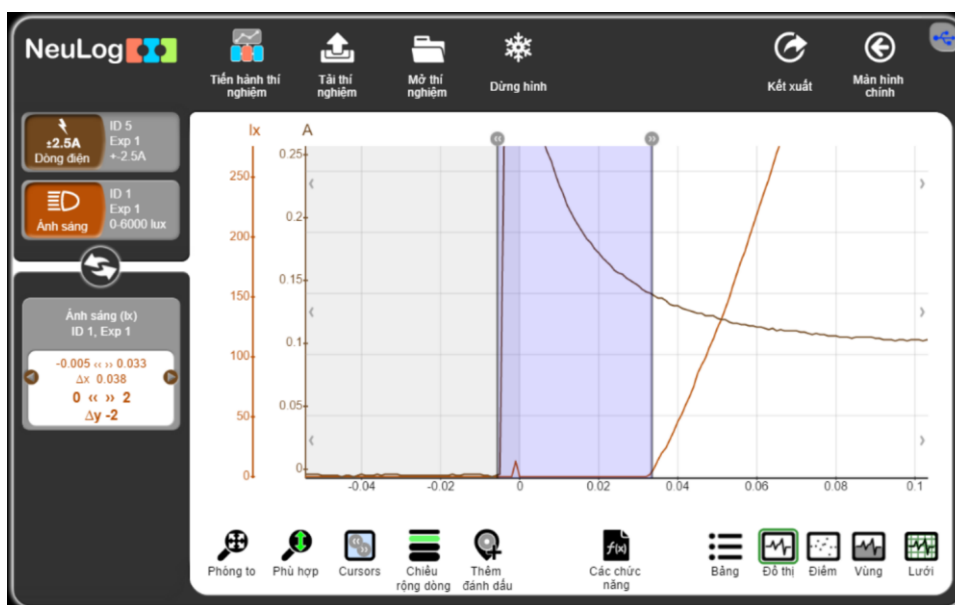 NeuLog
Tiến hành thí
nghiệm
Tải thí
nghiệm
Mở thí
nghiệm
Dừng hình
Kết xuất
Màn hình
chính
±2.5A
Dòng điện
ID 5
Exp 1
+-2.5A
Ánh sáng
ID 1
Exp 1
0-6000 lux
Ánh sáng (lx)
ID 1, Exp 1
-0.005 ‹‹ ›› 0.033
Δx 0.038
0 ‹‹ ›› 2
Δy -2
lx
A
250
200
150
100
50
0
0.25
0.2
0.15
0.1
0.05
0
-0.04
-0.02
0
0.02
0.04
0.06
0.08
0.1
Phóng to
Phù hợp
Cursors
Chiều
rộng dòng
Thêm
đánh dấu
f(x)
Các chức
năng
Bảng
Đồ thị
Điểm
Vùng
Lưới